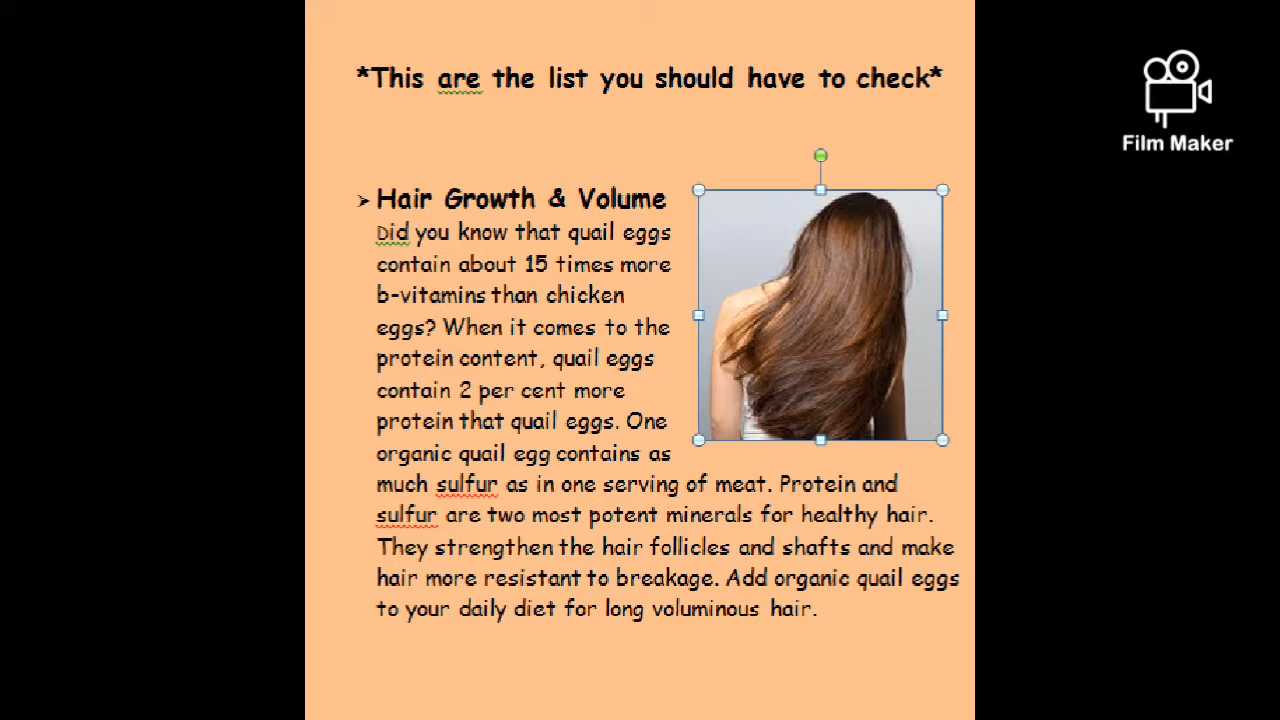 *This are the list you should have to check*
Film Maker
➢ Hair Growth & Volume
Did you know that quail eggs
contain about 15 times more
b-vitamins than chicken
eggs? When it comes to the
protein content, quail eggs
contain 2 per cent more
protein that quail eggs. One
organic quail egg contains as
much sulfur as in one serving of meat. Protein and
sulfur are two most potent minerals for healthy hair.
They strengthen the hair follicles and shafts and make
hair more resistant to breakage. Add organic quail eggs
to your daily diet for long voluminous hair.